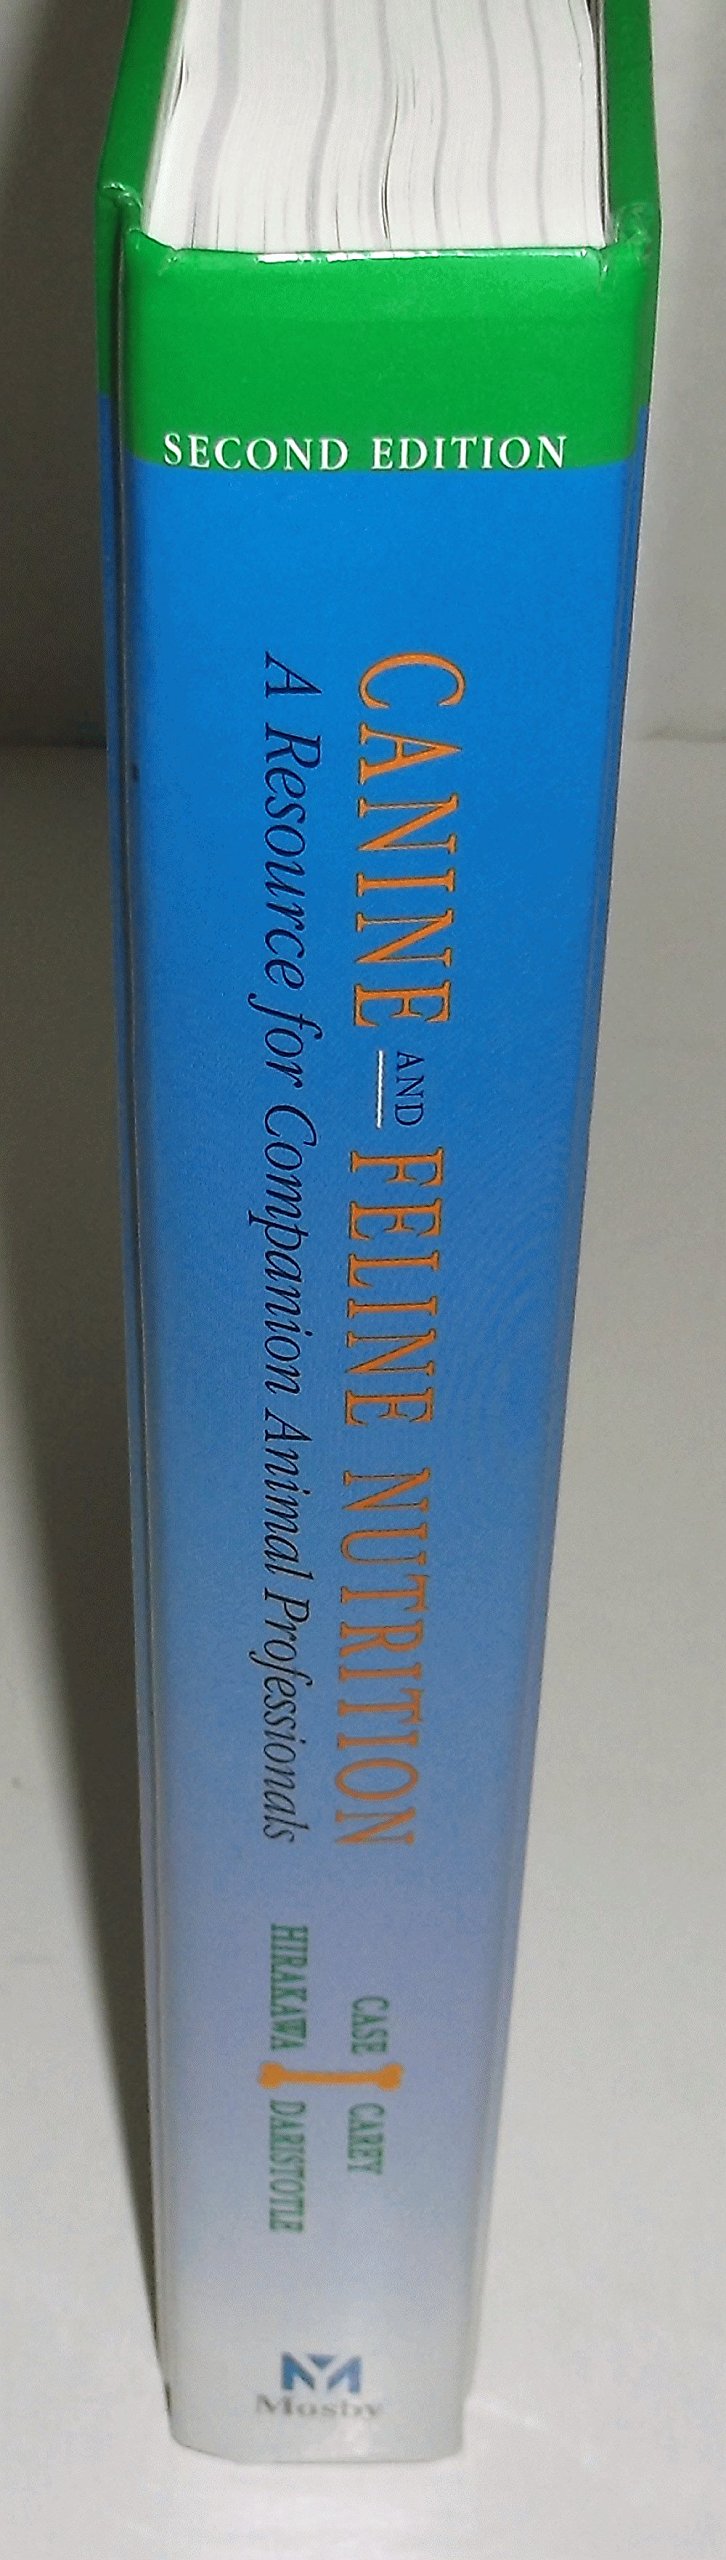 SECOND EDITION
CANINE AND FELINE NUTRITION
A Resource for Companion Animal Professionals
CASE CAREY
HIRAKAWA DARISTOTLE
Mosby